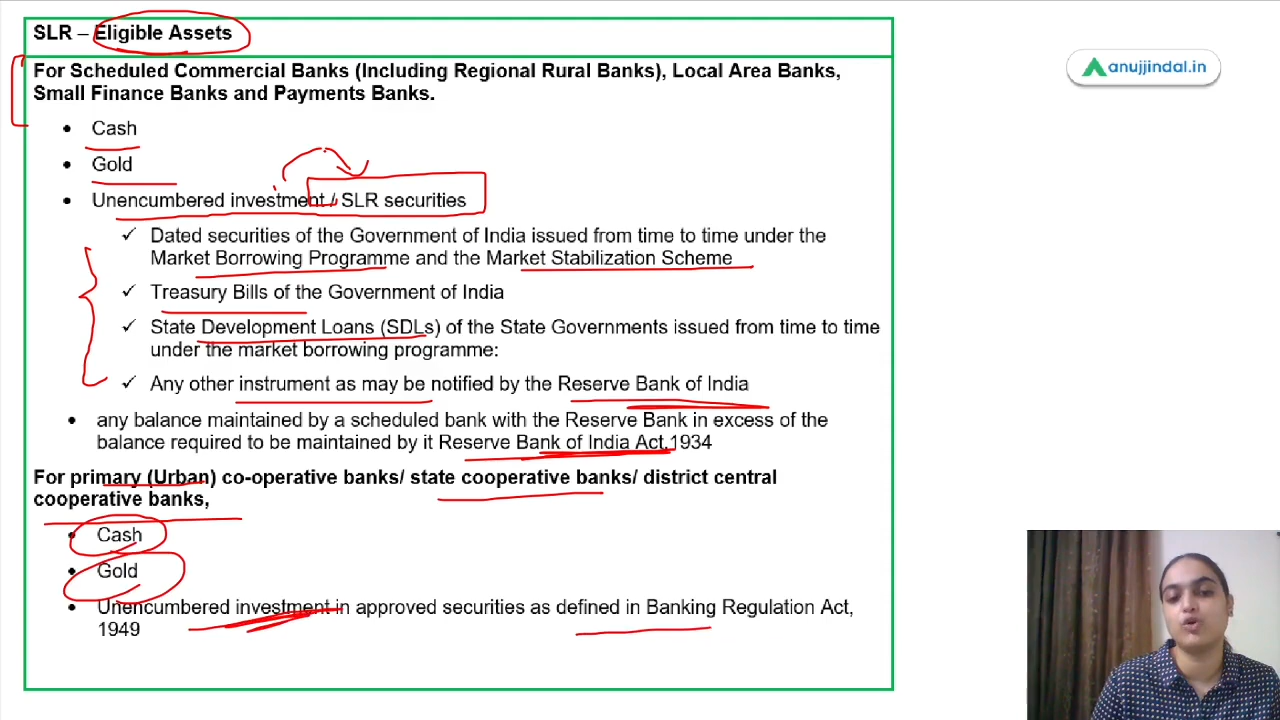 SLR – Eligible Assets
anujjindal.in
For Scheduled Commercial Banks (Including Regional Rural Banks), Local Area Banks,
Small Finance Banks and Payments Banks.
• Cash
• Gold
• Unencumbered investment / SLR securities
✓ Dated securities of the Government of India issued from time to time under the
Market Borrowing Programme and the Market Stabilization Scheme
✓ Treasury Bills of the Government of India
✓ State Development Loans (SDLs) of the State Governments issued from time to time
under the market borrowing programme:
✓ Any other instrument as may be notified by the Reserve Bank of India
• any balance maintained by a scheduled bank with the Reserve Bank in excess of the
balance required to be maintained by it Reserve Bank of India Act,1934
For primary (Urban) co-operative banks/ state cooperative banks/ district central
cooperative banks,
• Cash
• Gold
• Unencumbered investment in approved securities as defined in Banking Regulation Act,
1949